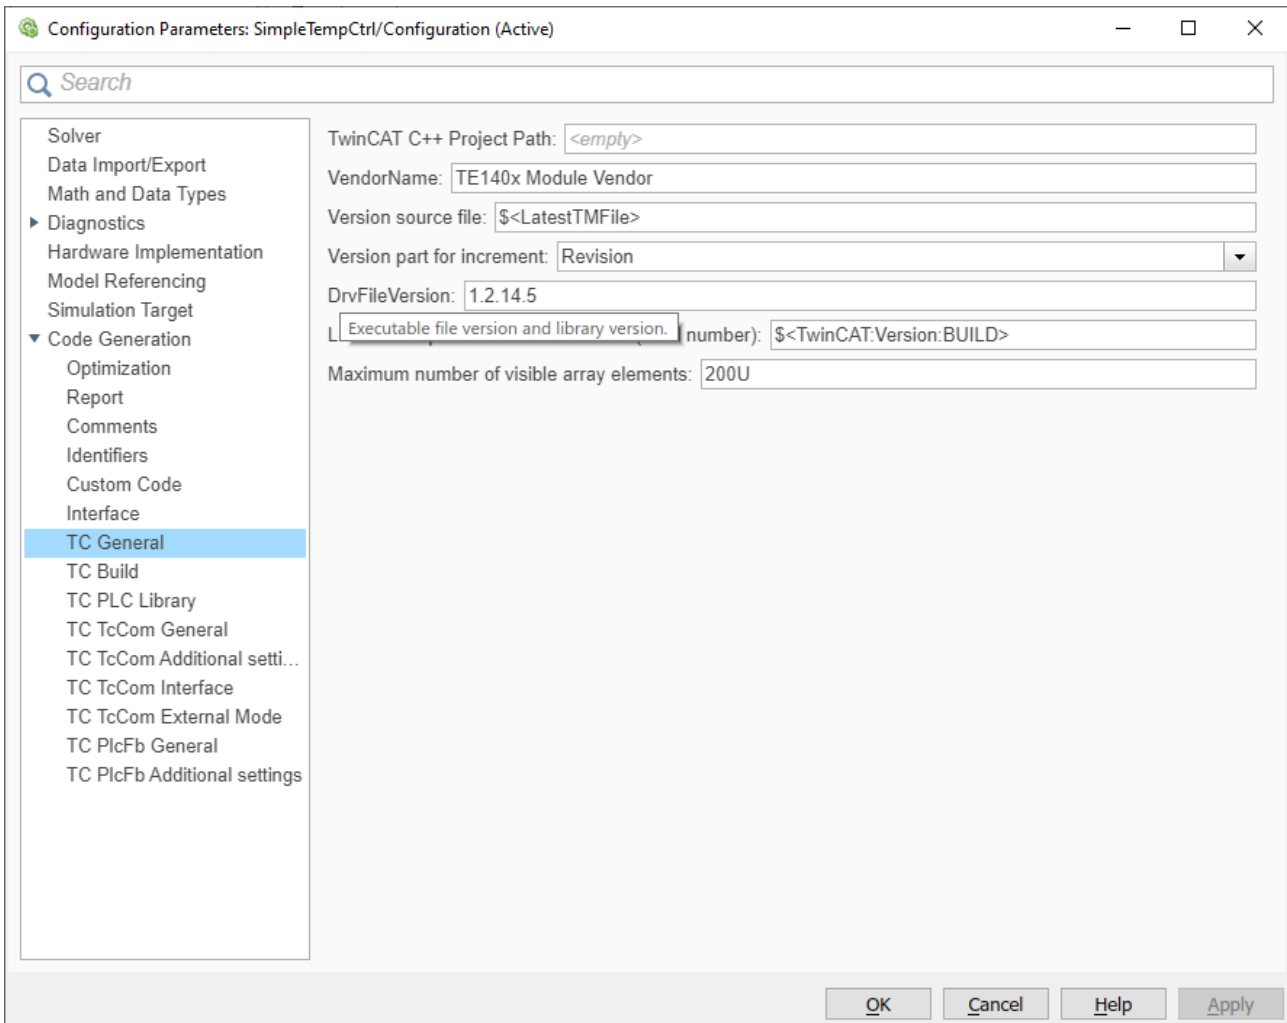 Configuration Parameters: SimpleTempCtrl/Configuration (Active)
Search
Solver
Data Import/Export
Math and Data Types
Diagnostics
Hardware Implementation
Model Referencing
Simulation Target
Code Generation
Optimization
Report
Comments
Identifiers
Custom Code
Interface
TC General
TC Build
TC PLC Library
TC TcCom General
TC TcCom Additional setti...
TC TcCom Interface
TC TcCom External Mode
TC PlcFb General
TC PlcFb Additional settings
TwinCAT C++ Project Path: <empty>
VendorName: TE140x Module Vendor
Version source file: $<LatestTMFile>
Version part for increment: Revision
DrvFileVersion: 1.2.14.5
Executable file version and library version.
number): $<TwinCAT:Version:BUILD>
Maximum number of visible array elements: 200U
OK Cancel Help Apply